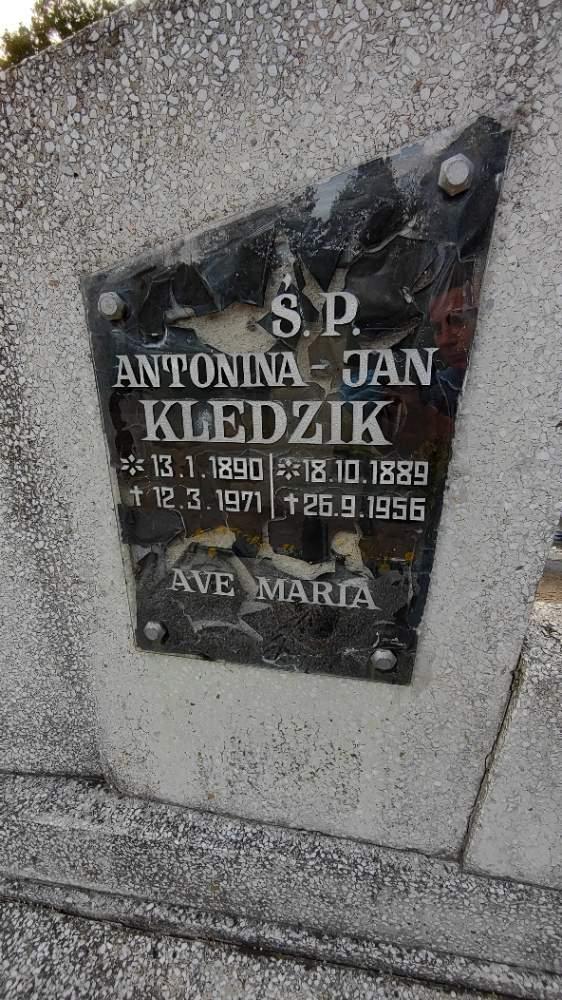 Ś. P.
ANTONINA - JAN
KLEDZIK
* 13.1.1890 | * 18.10.1889
† 12.3.1971 | † 26.9.1956
AVE MARIA